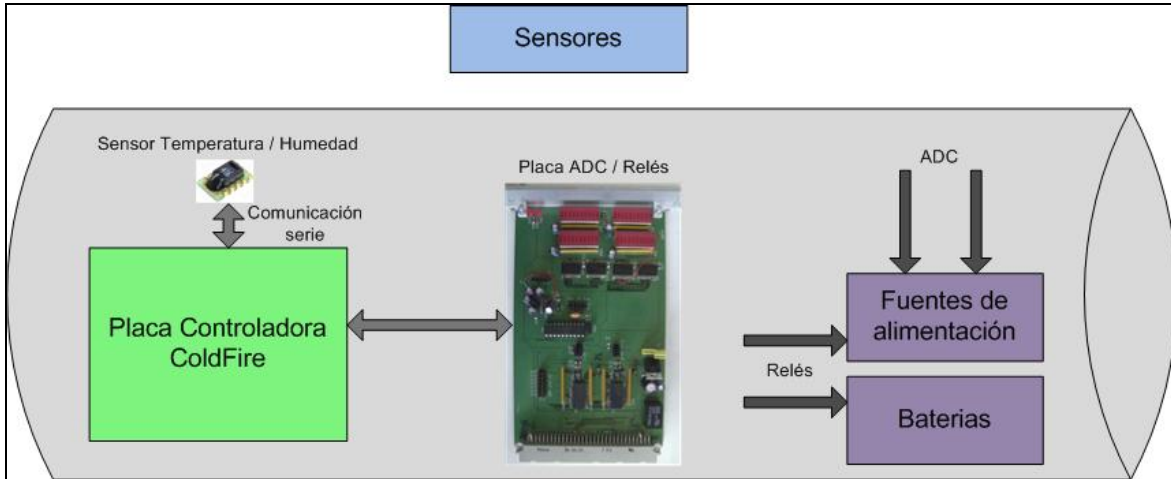 Sensores
Sensor Temperatura / Humedad
Comunicación
serie
Placa Controladora
ColdFire
Placa ADC / Relés
ADC
Fuentes de
alimentación
Relés
Baterias